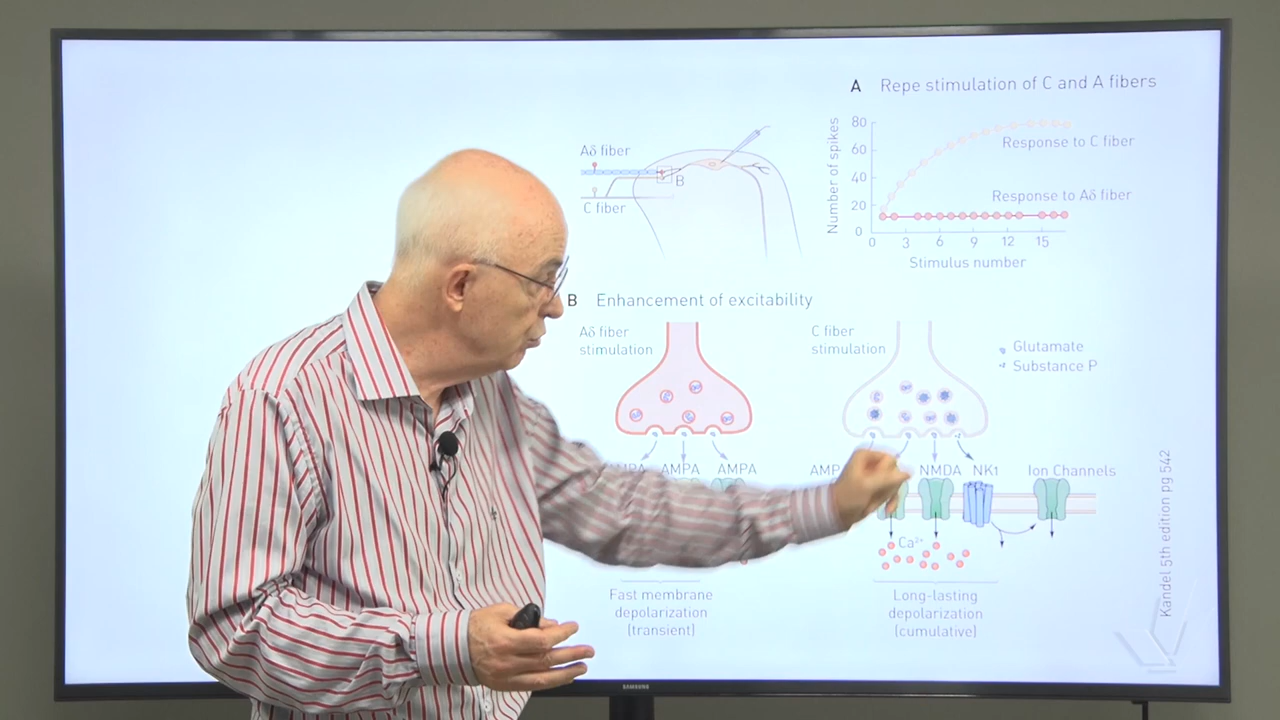 A Repe stimulation of C and A fibers
Number of spikes
80
60
40
20
0
Response to C fiber
Response to Aδ fiber
0 3 6 9 12 15
Stimulus number
Aδ fiber
B
C fiber
B Enhancement of excitability
Aδ fiber
stimulation
C fiber
stimulation
Glutamate
Substance P
AMPA AMPA
NMDA NK1 Ion Channels
Ca²⁺
Fast membrane
depolarization
(transient)
Long-lasting
depolarization
(cumulative)
Kandel 5th edition pg 542
SAMSUNG